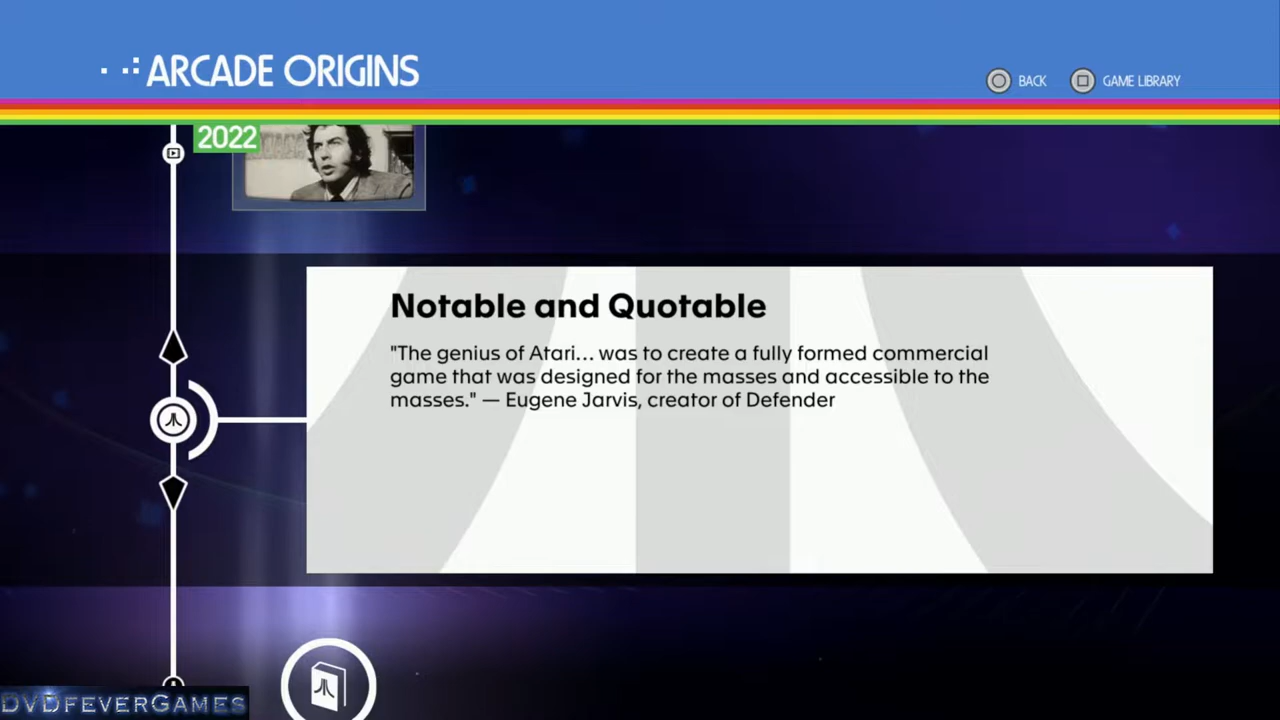 ARCADE ORIGINS
BACK
GAME LIBRARY
2022
Notable and Quotable
"The genius of Atari... was to create a fully formed commercial
game that was designed for the masses and accessible to the
masses." — Eugene Jarvis, creator of Defender
DVDFEVERGAMES